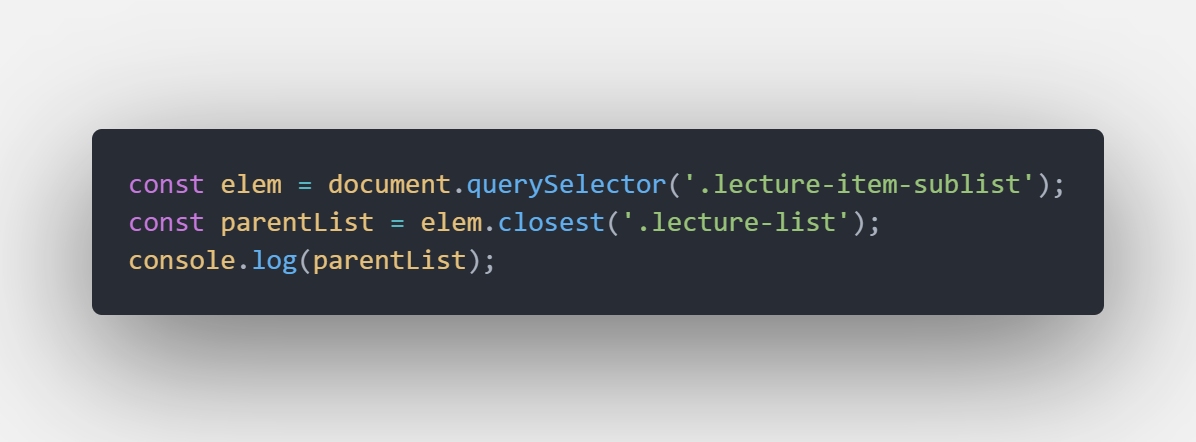 const elem = document.querySelector('.lecture-item-sublist');
const parentList = elem.closest('.lecture-list');
console.log(parentList);